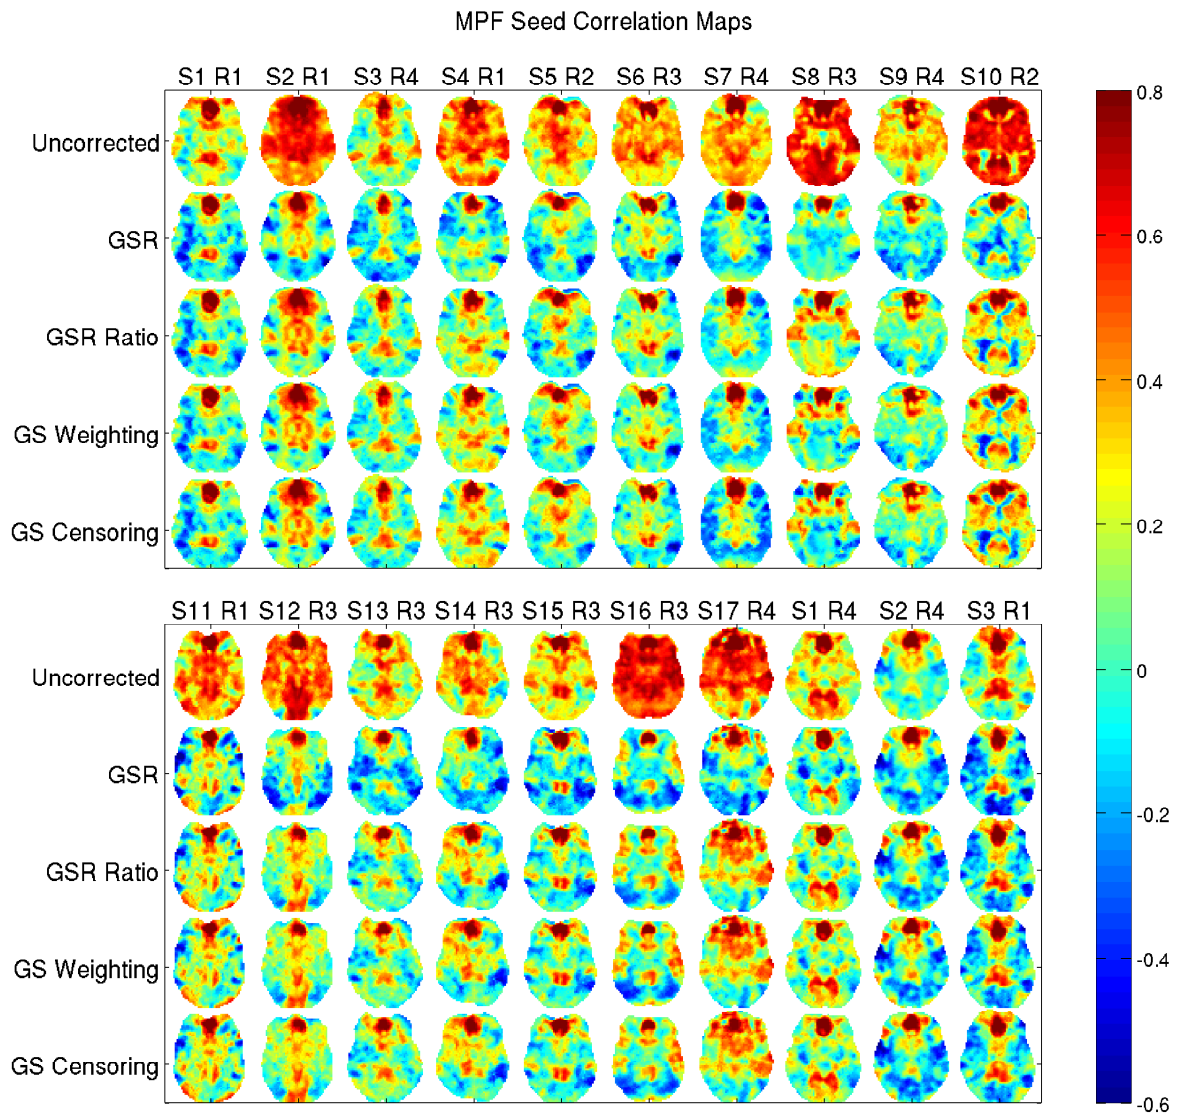 MPF Seed Correlation Maps
S1 R1 S2 R1 S3 R4 S4 R1 S5 R2 S6 R3 S7 R4 S8 R3 S9 R4 S10 R2
Uncorrected
GSR
GSR Ratio
GS Weighting
GS Censoring
S11 R1 S12 R3 S13 R3 S14 R3 S15 R3 S16 R3 S17 R4 S1 R4 S2 R4 S3 R1
Uncorrected
GSR
GSR Ratio
GS Weighting
GS Censoring
0.8
0.6
0.4
0.2
0
-0.2
-0.4
-0.6